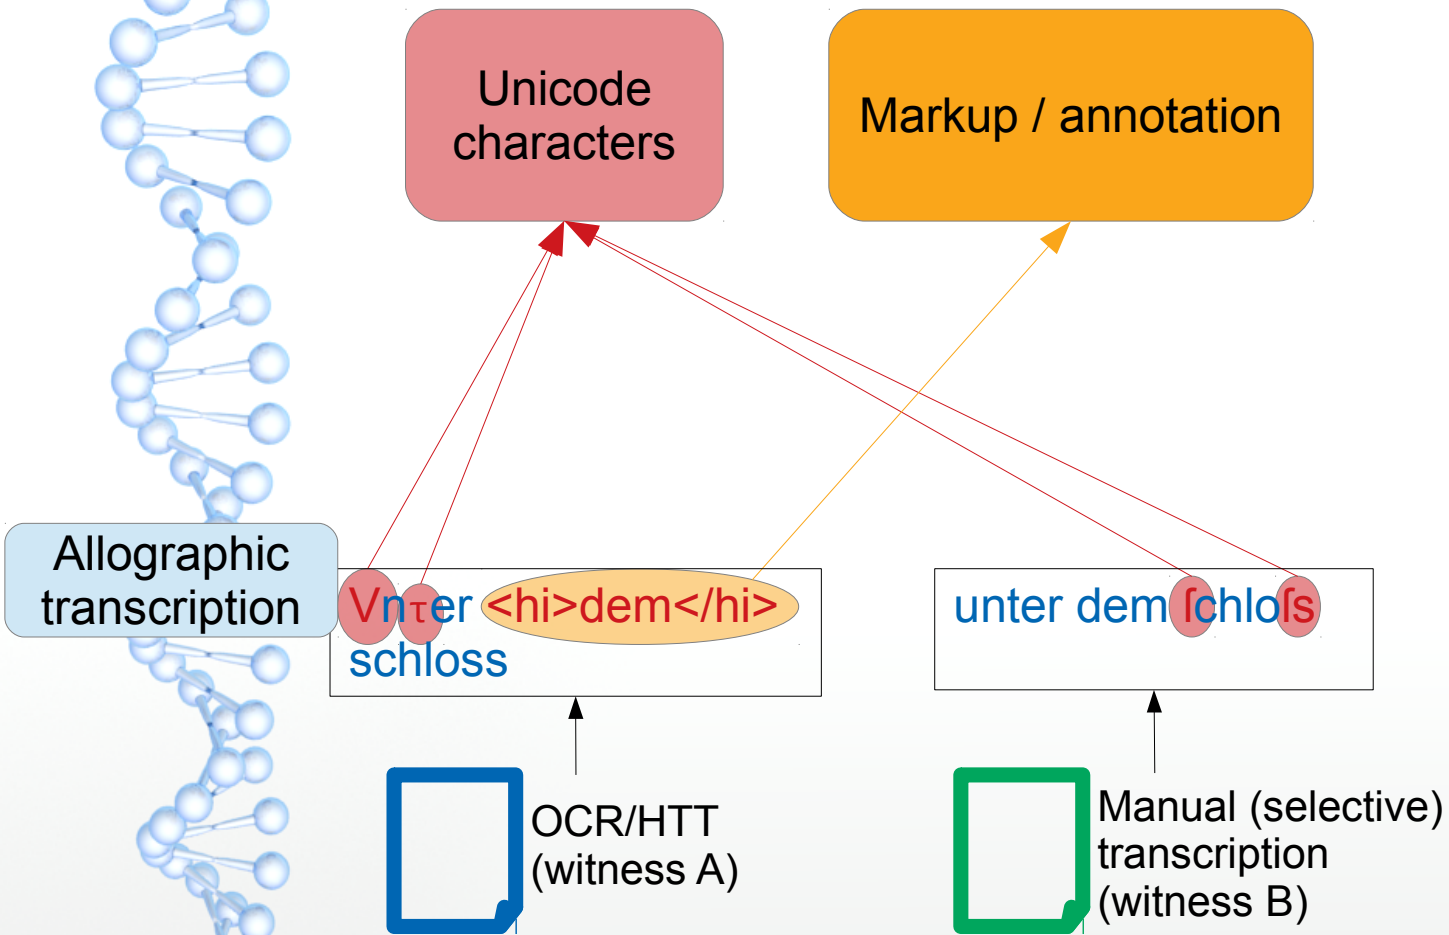 Unicode
characters
Markup / annotation
Allographic
transcription
Vnτer <hi>dem</hi>
schloss
unter dem ſchloſs
OCR/HTT
(witness A)
Manual (selective)
transcription
(witness B)